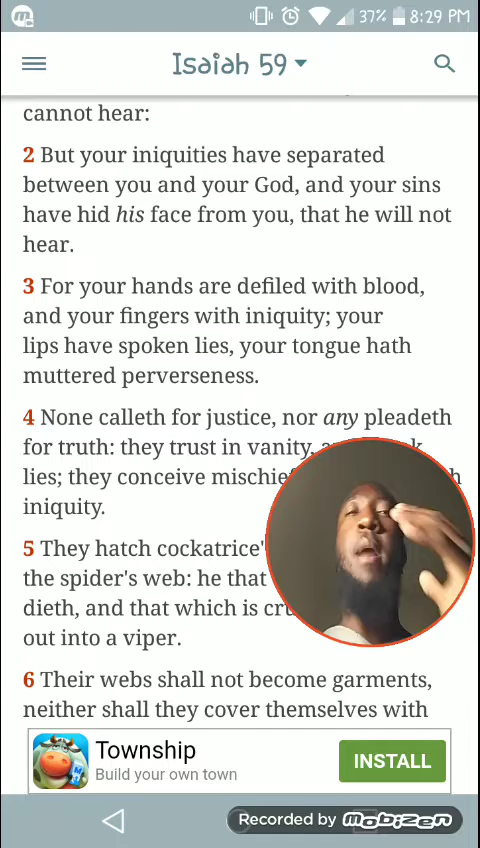 37% 8:29 PM
Isaiah 59
cannot hear:
2 But your iniquities have separated
between you and your God, and your sins
have hid his face from you, that he will not
hear.
3 For your hands are defiled with blood,
and your fingers with iniquity; your
lips have spoken lies, your tongue hath
muttered perverseness.
4 None calleth for justice, nor any pleadeth
for truth: they trust in vanity,
lies; they conceive
iniquity.
5 They hatch
the spider's web: he that
dieth, and that which is
out into a viper.
6 Their webs shall not become garments,
neither shall they cover themselves with
Township
Build your own town
INSTALL
Recorded by mobizen